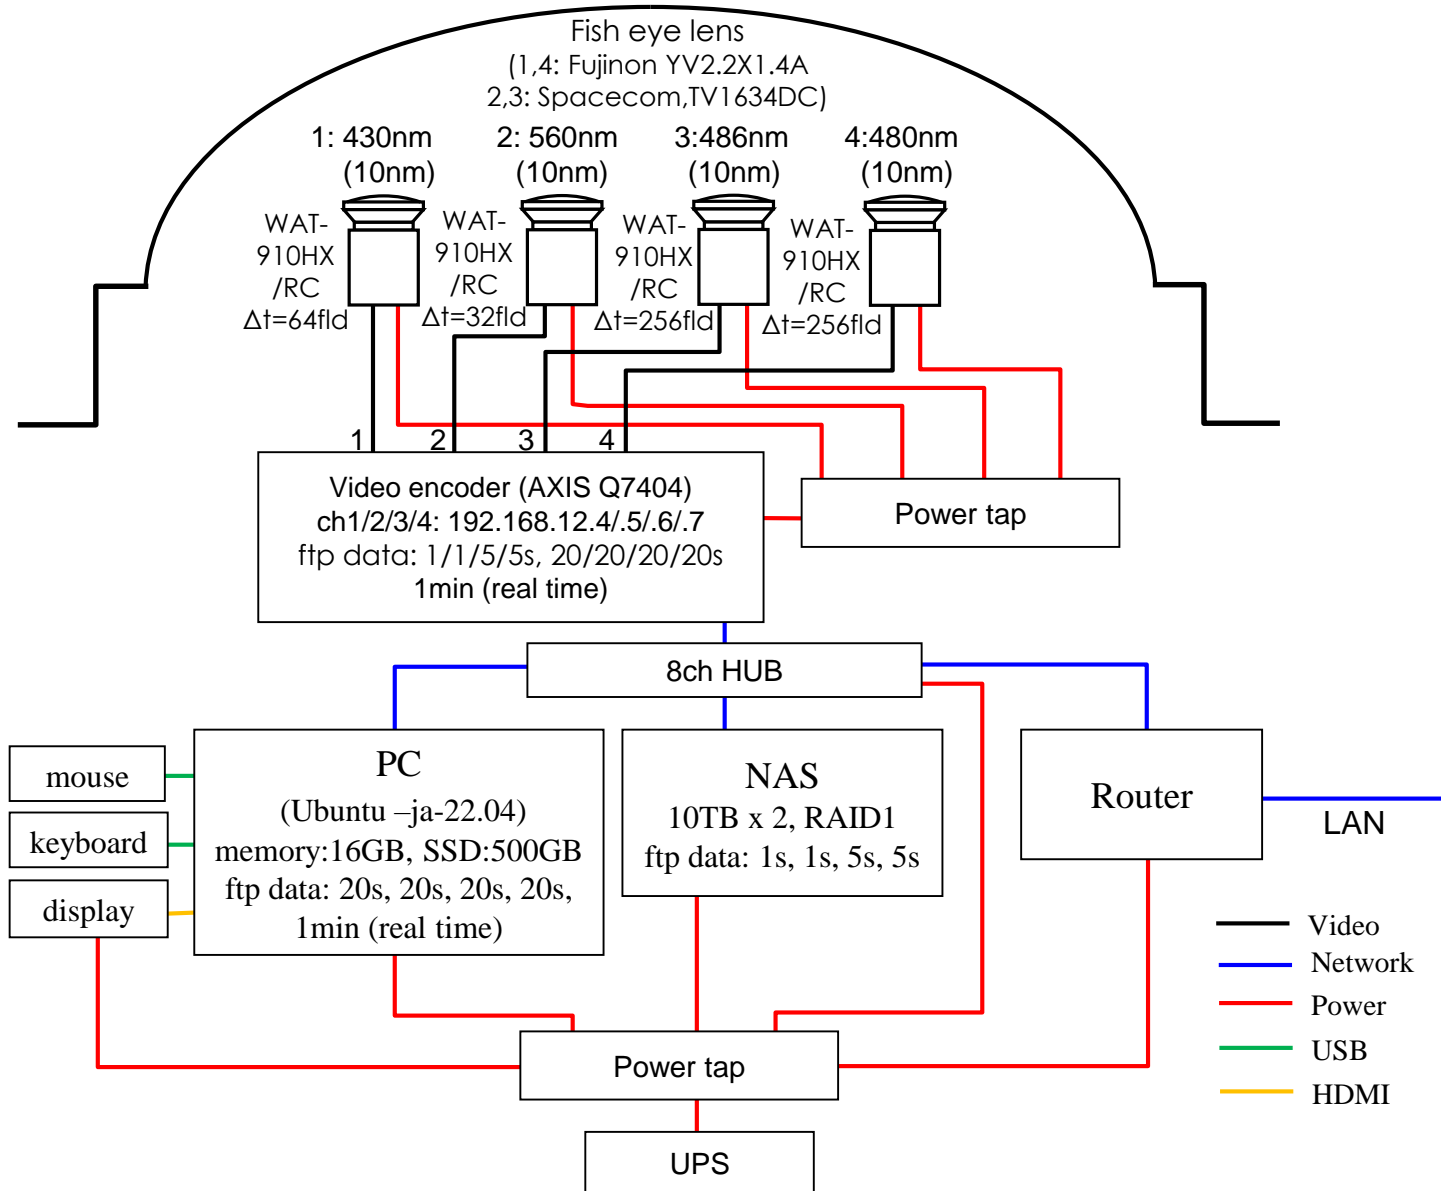 Fish eye lens
(1,4: Fujinon YV2.2X1.4A
2,3: Spacecom,TV1634DC)
1: 430nm
(10nm)
2: 560nm
(10nm)
3:486nm
(10nm)
4:480nm
(10nm)
WAT-
910HX
/RC
Δt=64fld
WAT-
910HX
/RC
Δt=32fld
WAT-
910HX
/RC
Δt=256fld
WAT-
910HX
/RC
Δt=256fld
1
2
3
4
Video encoder (AXIS Q7404)
ch1/2/3/4: 192.168.12.4/.5/.6/.7
ftp data: 1/1/5/5s, 20/20/20/20s
1min (real time)
Power tap
8ch HUB
mouse
keyboard
display
PC
(Ubuntu –ja-22.04)
memory:16GB, SSD:500GB
ftp data: 20s, 20s, 20s, 20s,
1min (real time)
NAS
10TB x 2, RAID1
ftp data: 1s, 1s, 5s, 5s
Router
LAN
Video
Network
Power
USB
HDMI
Power tap
UPS